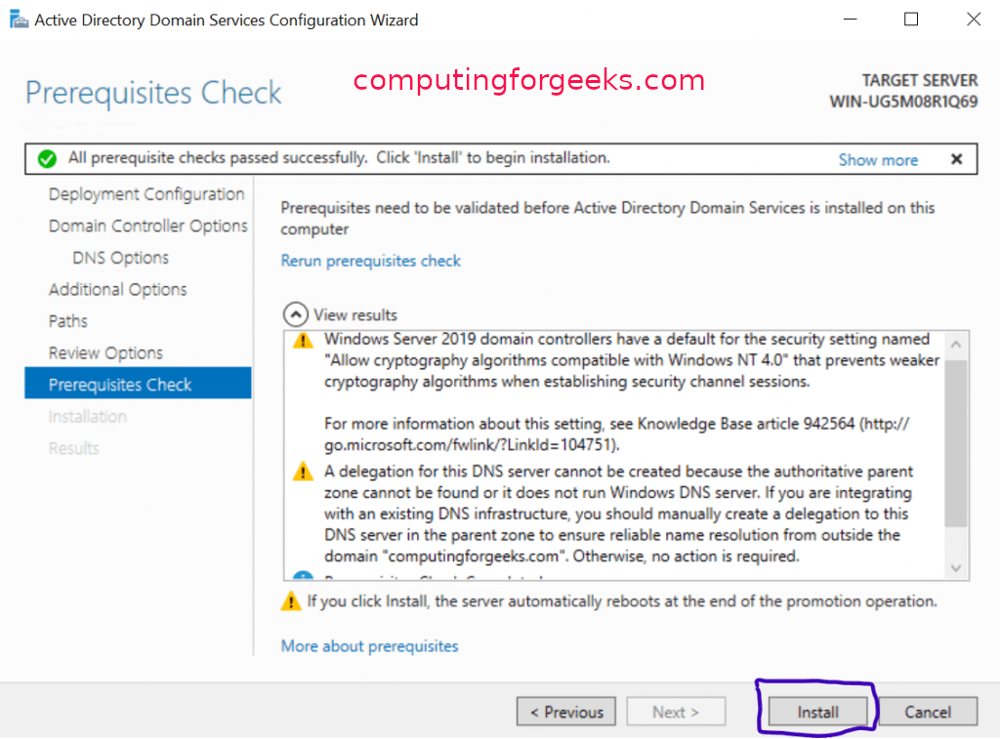 Active Directory Domain Services Configuration Wizard
computingforgeeks.com
Prerequisites Check
TARGET SERVER
WIN-UG5M08R1Q69
All prerequisite checks passed successfully. Click 'Install' to begin installation.
Show more
Deployment Configuration
Domain Controller Options
DNS Options
Additional Options
Paths
Review Options
Prerequisites Check
Installation
Results
Prerequisites need to be validated before Active Directory Domain Services is installed on this
computer
Rerun prerequisites check
View results
Windows Server 2019 domain controllers have a default for the security setting named
"Allow cryptography algorithms compatible with Windows NT 4.0" that prevents weaker
cryptography algorithms when establishing security channel sessions.
For more information about this setting, see Knowledge Base article 942564 (http://
go.microsoft.com/fwlink/?LinkId=104751).
A delegation for this DNS server cannot be created because the authoritative parent
zone cannot be found or it does not run Windows DNS server. If you are integrating
with an existing DNS infrastructure, you should manually create a delegation to this
DNS server in the parent zone to ensure reliable name resolution from outside the
domain "computingforgeeks.com". Otherwise, no action is required.
If you click Install, the server automatically reboots at the end of the promotion operation.
More about prerequisites
< Previous
Next >
Install
Cancel